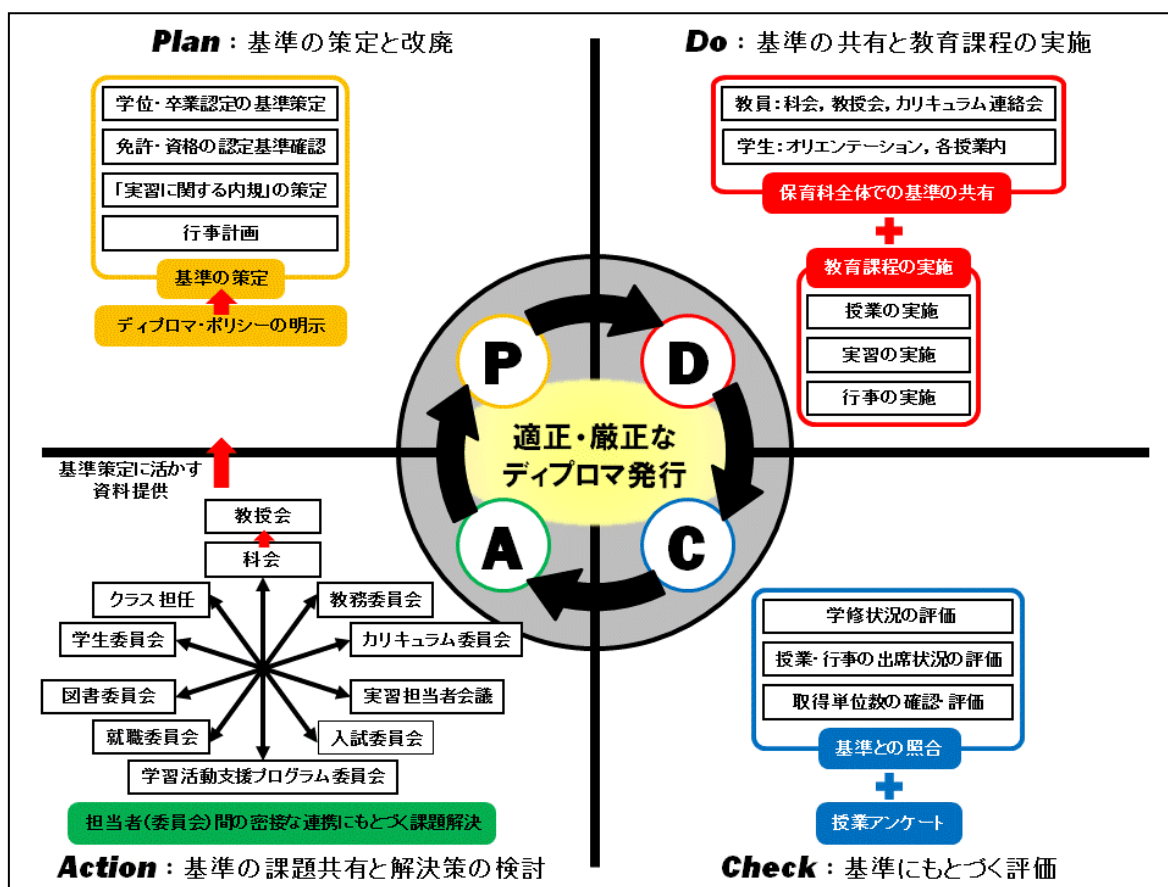 Plan：基準の策定と改廃
学位・卒業認定の基準策定
免許・資格の認定基準確認
「実習に関する内規」の策定
行事計画
基準の策定
ディプロマ・ポリシーの明示
Do：基準の共有と教育課程の実施
教員：科会，教授会，カリキュラム連絡会
学生：オリエンテーション，各授業内
保育科全体での基準の共有
教育課程の実施
授業の実施
実習の実施
行事の実施
P
D
適正・厳正な
ディプロマ発行
A
C
基準策定に活かす
資料提供
教授会
科会
クラス担任
教務委員会
学生委員会
カリキュラム委員会
図書委員会
実習担当者会議
就職委員会
入試委員会
学習活動支援プログラム委員会
担当者（委員会）間の密接な連携にもとづく課題解決
Action：基準の課題共有と解決策の検討
学修状況の評価
授業・行事の出席状況の評価
取得単位数の確認・評価
基準との照合
授業アンケート
Check：基準にもとづく評価